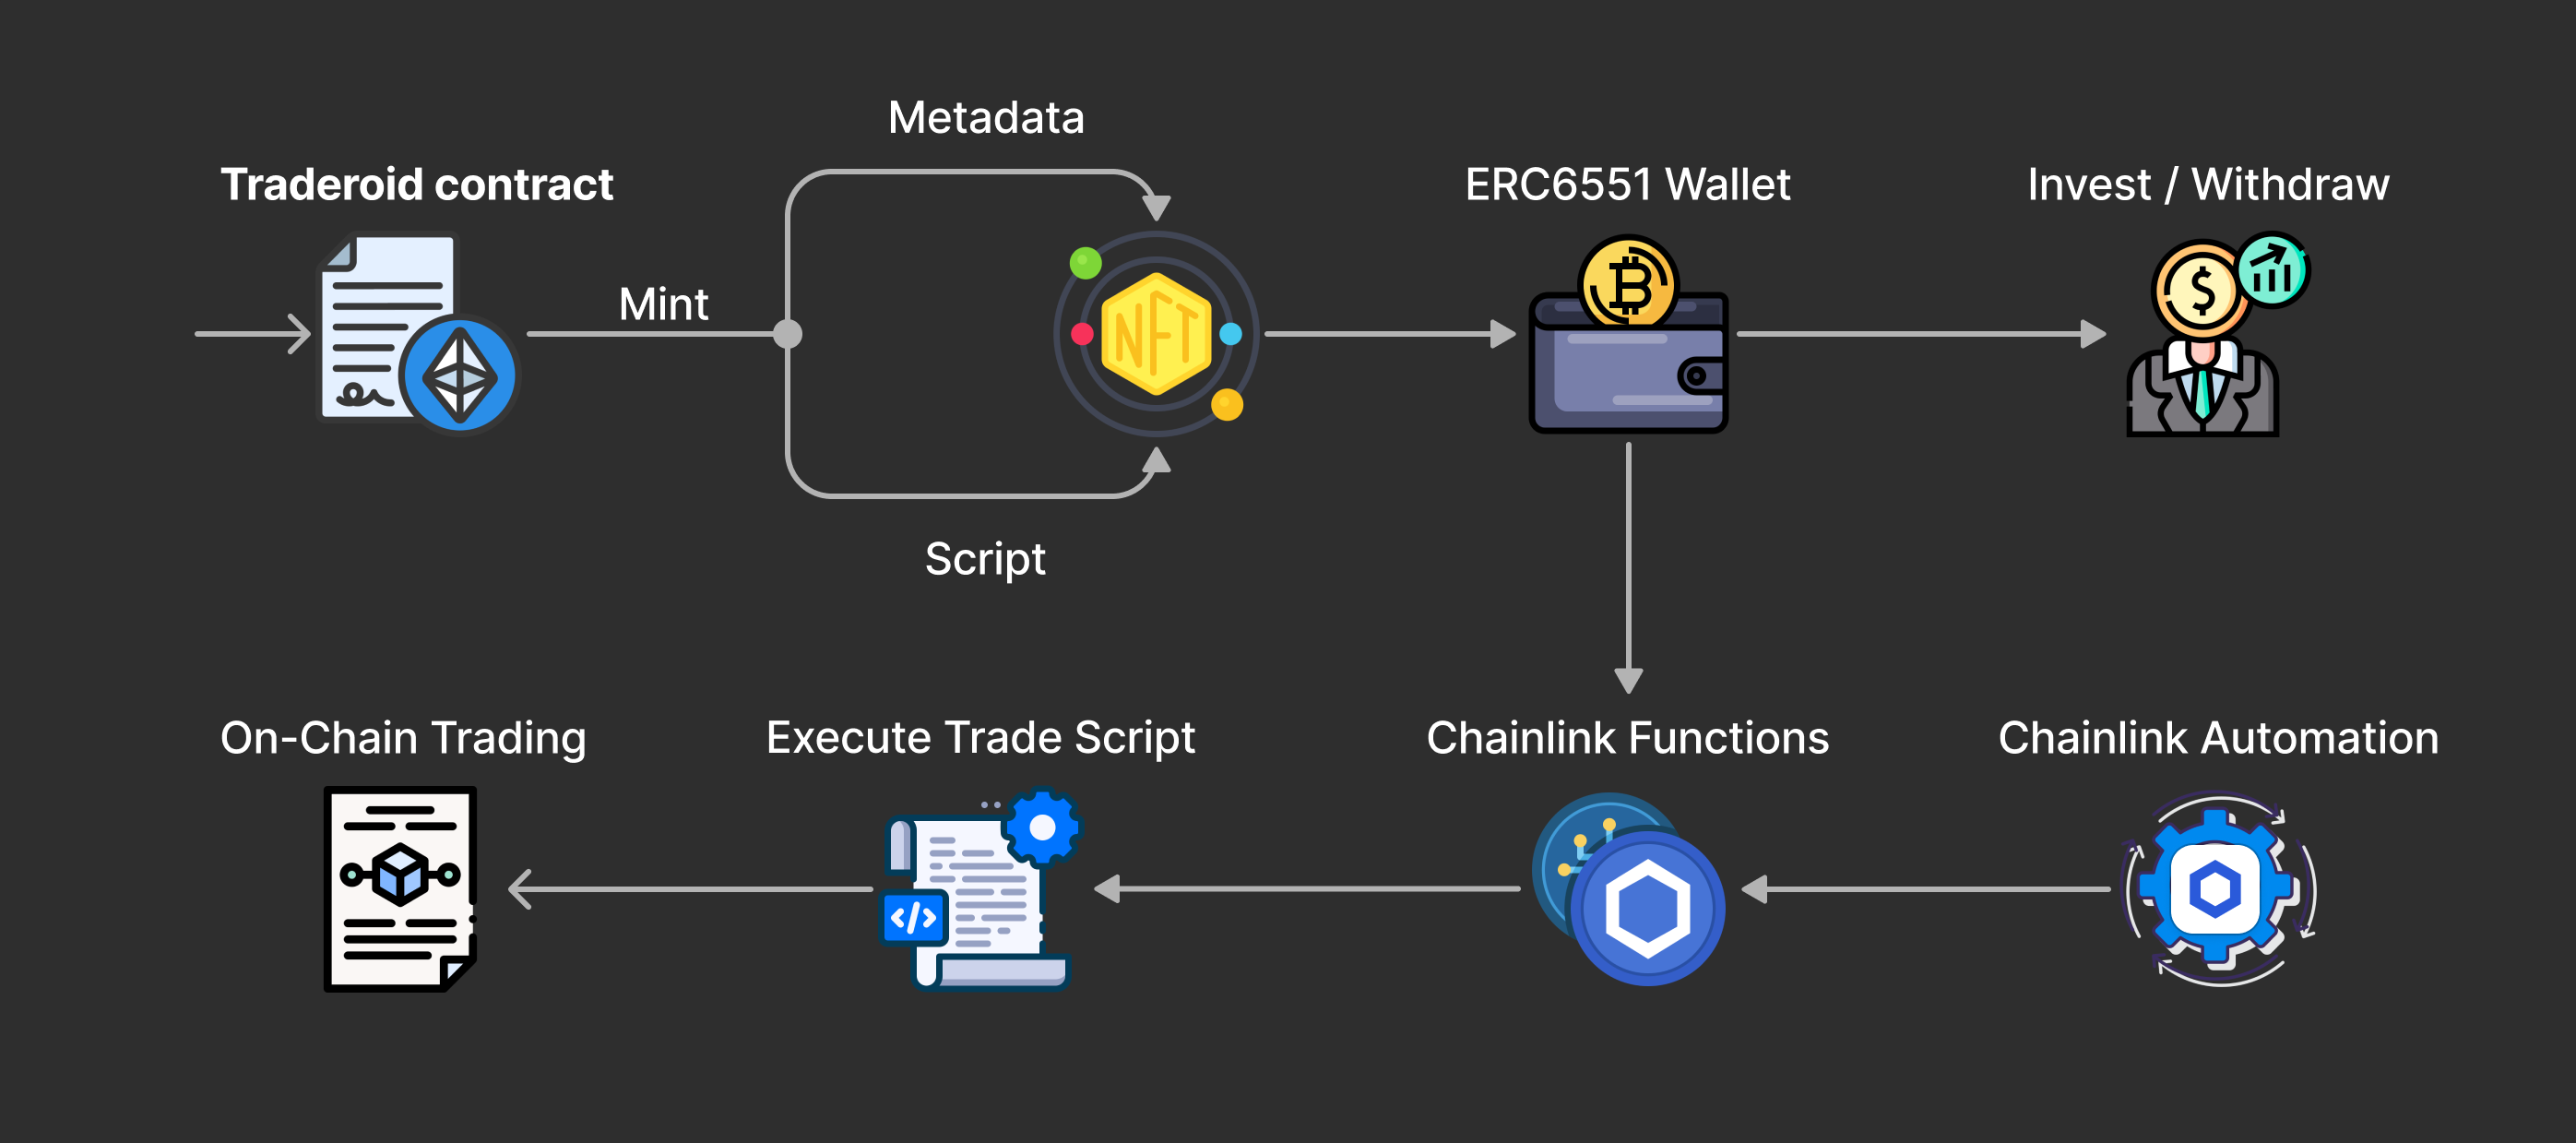 Metadata
Traderoid contract
ERC6551 Wallet
Invest / Withdraw
Mint
NFT
Script
On-Chain Trading
Execute Trade Script
Chainlink Functions
Chainlink Automation